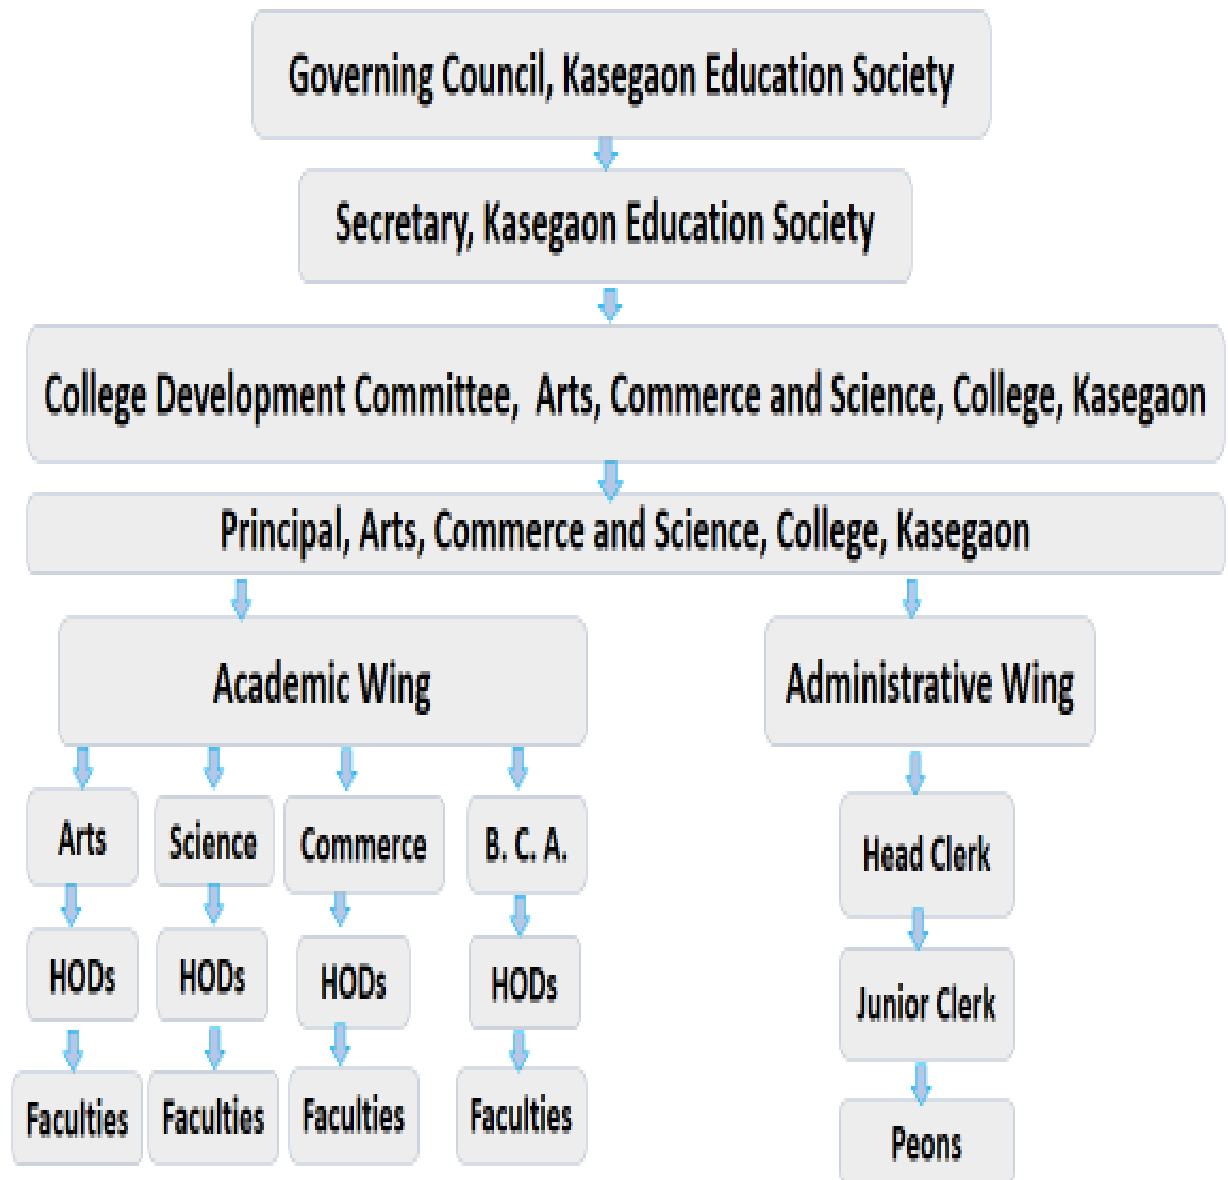 Governing Council, Kasegaon Education Society
Secretary, Kasegaon Education Society
College Development Committee, Arts, Commerce and Science, College, Kasegaon
Principal, Arts, Commerce and Science, College, Kasegaon
Academic Wing
Administrative Wing
Arts
Science
Commerce
B. C. A.
Head Clerk
HODs
HODs
HODs
HODs
Junior Clerk
Faculties
Faculties
Faculties
Faculties
Peons